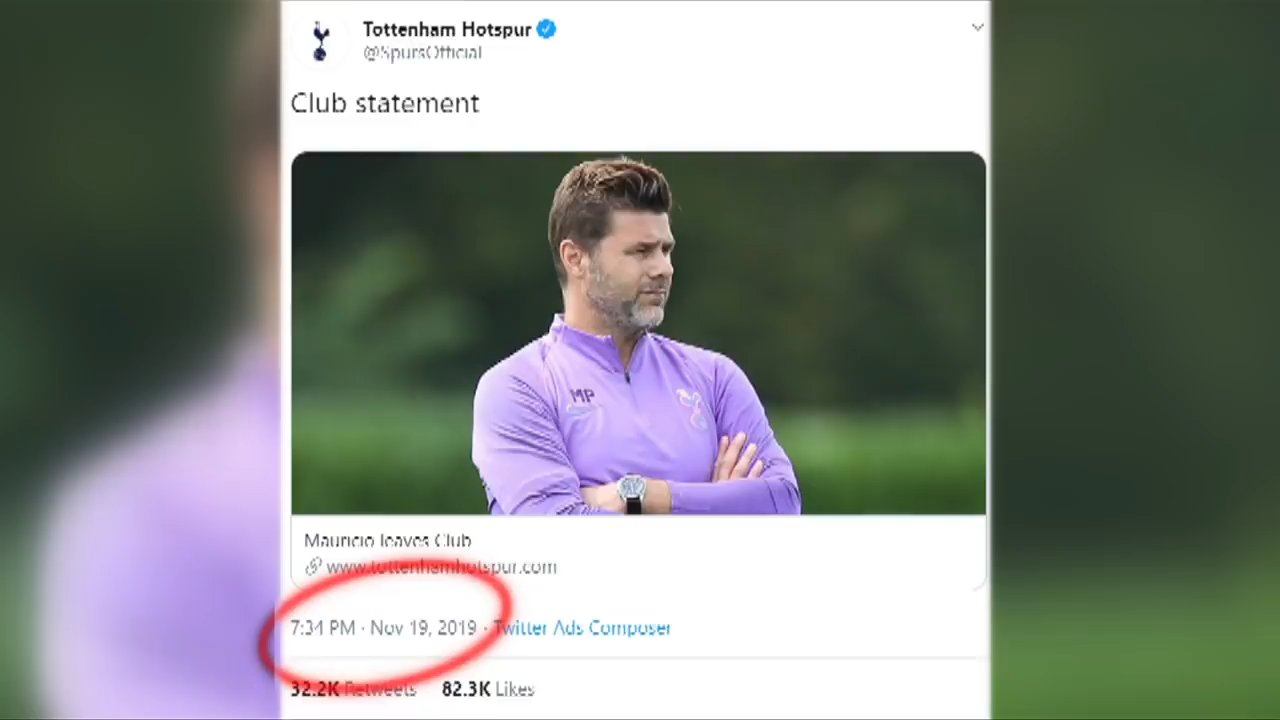 Tottenham Hotspur
@SpursOfficial
Club statement
MP
Mauricio leaves Club
www.tottenhamhotspur.com
7:34 PM · Nov 19, 2019 · Twitter Ads Composer
32.2K Retweets 82.3K Likes